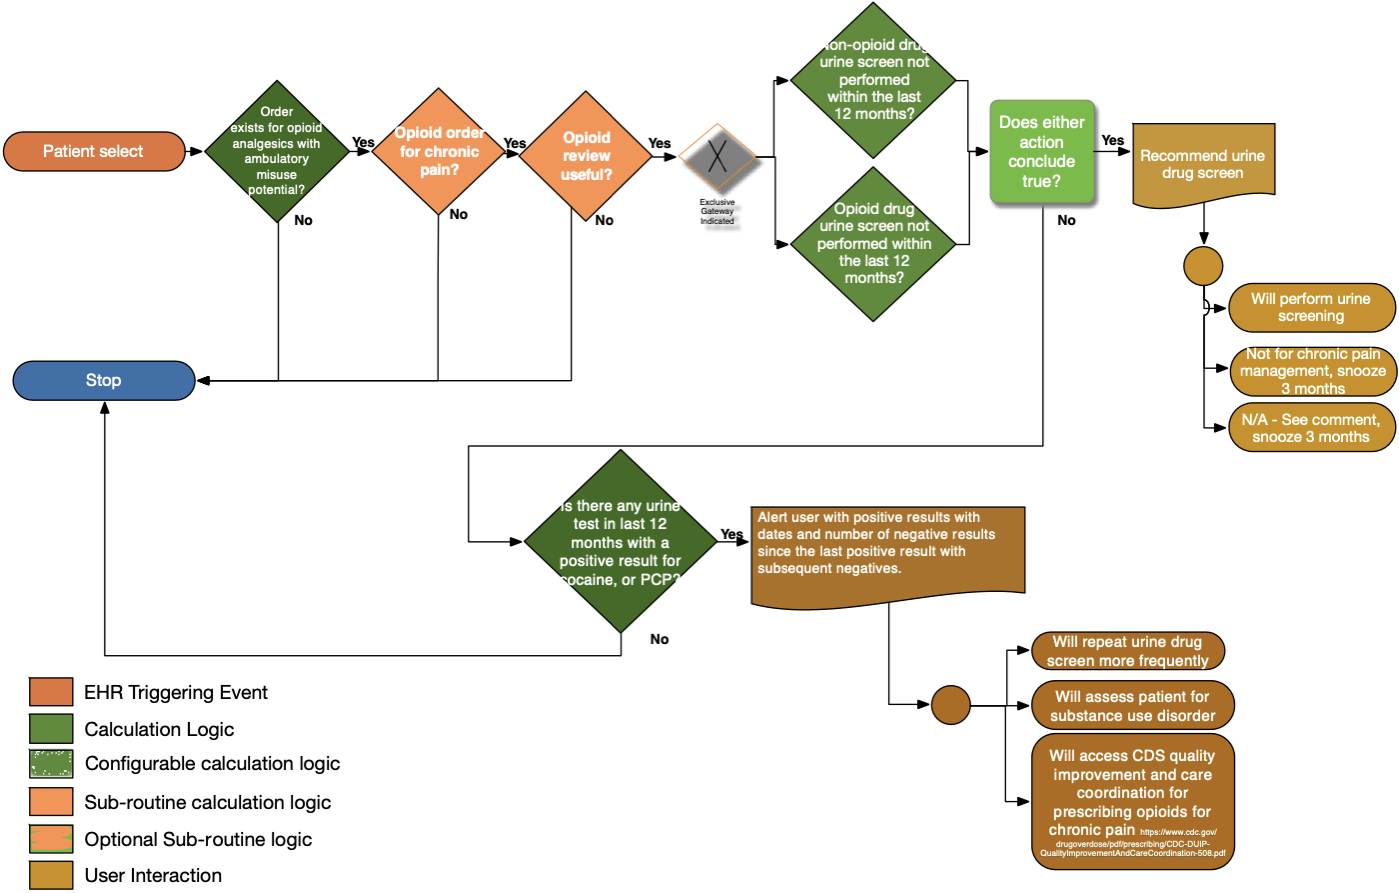 Patient select
Order
exists for opioid
analgesics with
ambulatory
misuse
potential?
Yes
No
Opioid order
for chronic
pain?
Yes
No
Opioid
review
useful?
Yes
No
X
Exclusive
Gateway
Indicated
Non-opioid drug
urine screen not
performed
within the last
12 months?
Opioid drug
urine screen not
performed within
the last 12
months?
Does either
action
conclude
true?
Yes
No
Recommend urine
drug screen
Will perform urine
screening
Not for chronic pain
management, snooze
3 months
N/A - See comment,
snooze 3 months
Stop
Is there any urine
test in last 12
months with a
positive result for
cocaine, or PCP?
Yes
No
Alert user with positive results with
dates and number of negative results
since the last positive result with
subsequent negatives.
Will repeat urine drug
screen more frequently
Will assess patient for
substance use disorder
Will access CDS quality
improvement and care
coordination for
prescribing opioids for
chronic pain https://www.cdc.gov/
drugoverdose/pdf/prescribing/CDC-DUIP-
QualityImprovementAndCareCoordination-508.pdf
EHR Triggering Event
Calculation Logic
Configurable calculation logic
Sub-routine calculation logic
Optional Sub-routine logic
User Interaction